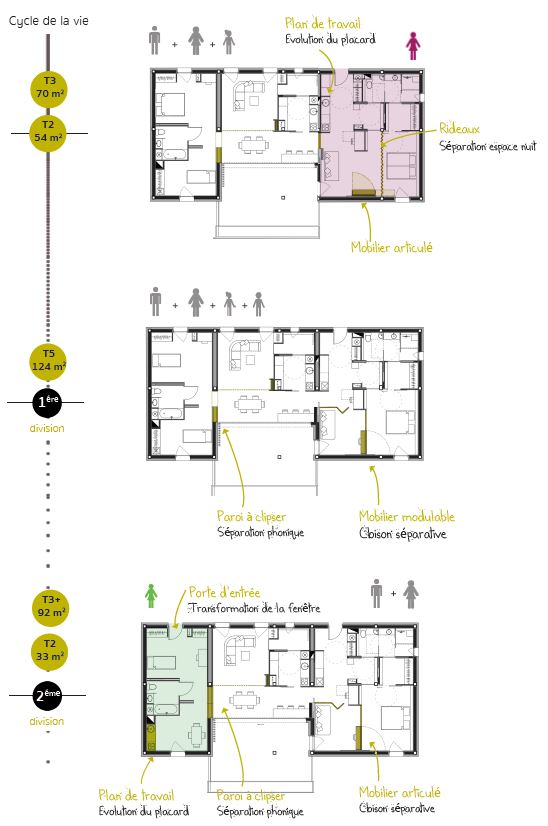 Cycle de la vie
Plan de travail
Evolution du placard
+ +
T3
70 m²
T2
54 m²
Rideaux
Séparation espace nuit
Mobilier articulé
+ + +
T5
124 m²
1ère
division
Paroi à clipser
Séparation phonique
Mobilier modulable
Cloison séparative
T3+
92 m²
Porte d'entrée
Transformation de la fenêtre
+
T2
33 m²
2ème
division
Plan de travail
Evolution du placard
Paroi à clipser
Séparation phonique
Mobilier articulé
Cloison séparative